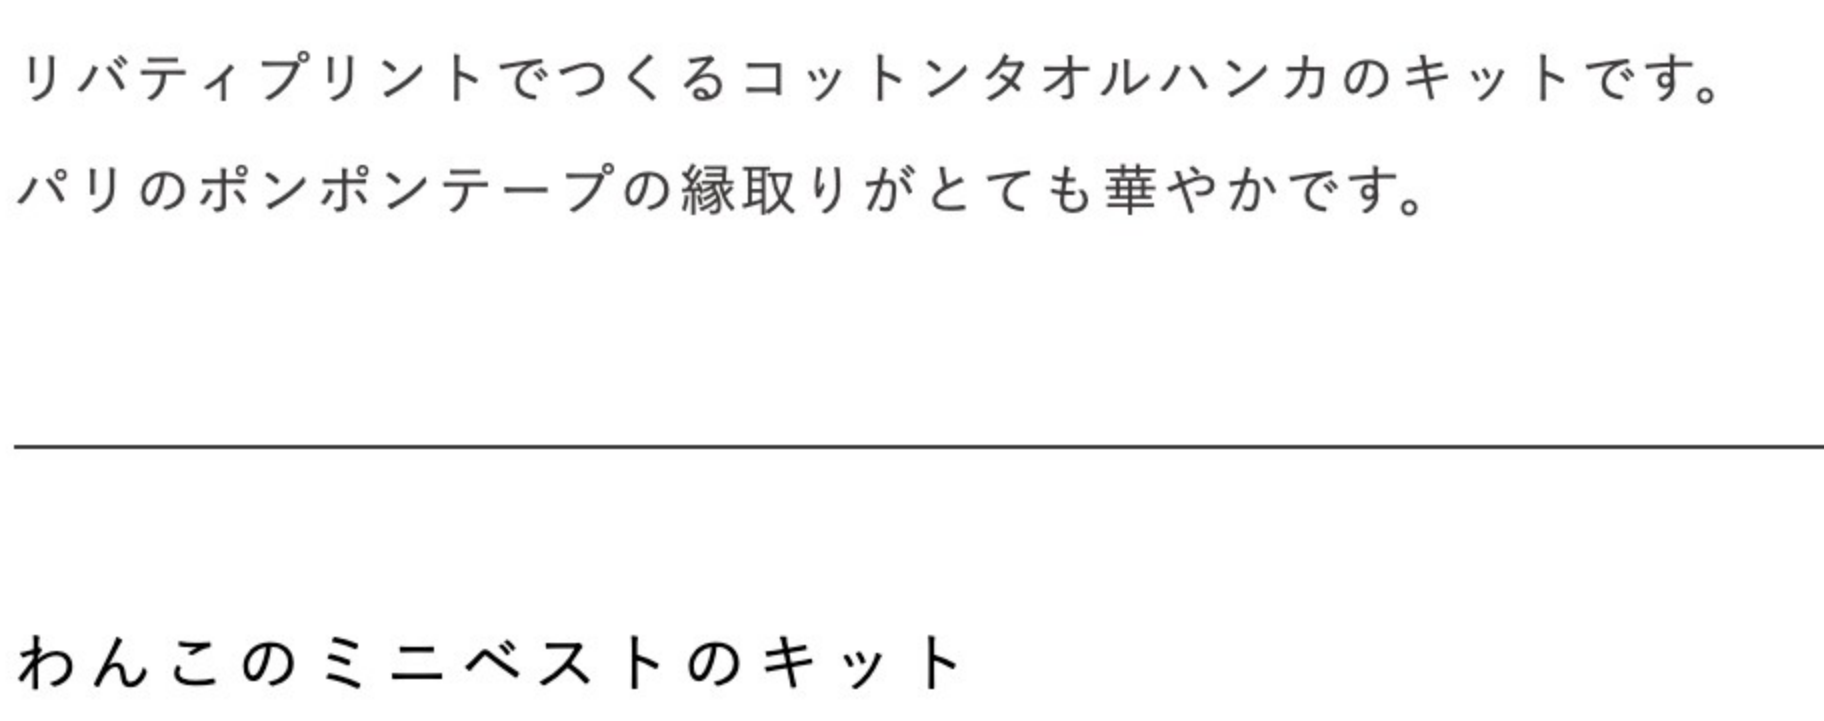 リバティプリントでつくるコットンタオルハンカのキットです。
パリのポンポンテープの縁取りがとても華やかです。
わんこのミニベストのキット